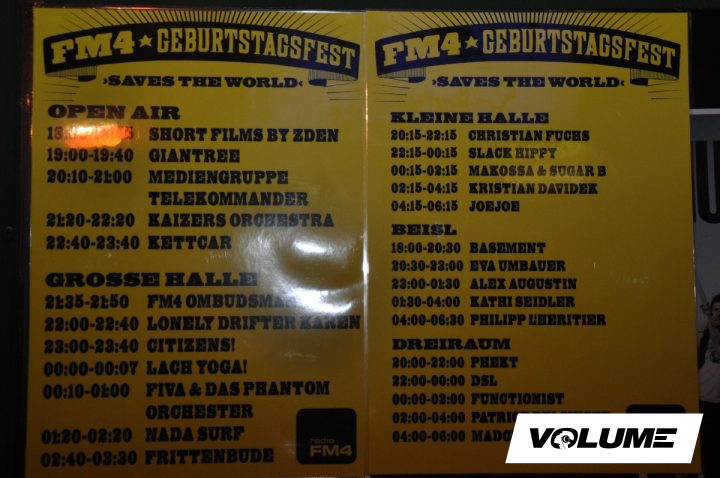 FM4 ★ GEBURTSTAGSFEST
›SAVES THE WORLD‹
OPEN AIR
SHORT FILMS BY ZDEN
19:00-19:40 GIANTREE
20:10-21:00 MEDIENGRUPPE
TELEKOMMANDER
21:20-22:20 KAIZERS ORCHESTRA
22:40-23:40 KETTCAR
GROSSE HALLE
21:35-21:50 FM4 OMBUDSMAN
22:00-22:40 LONELY DRIFTER KAREN
23:00-23:40 CITIZENS!
00:00-00:07 LACH YOGA!
00:10-01:00 FIVA & DAS PHANTOM
ORCHESTER
01:20-02:20 NADA SURF
02:40-03:30 FRITTENBUDE
radio
FM4
FM4 ★ GEBURTSTAGSFEST
›SAVES THE WORLD‹
KLEINE HALLE
20:15-22:15 CHRISTIAN FUCHS
22:15-00:15 SLACK HIPPY
00:15-02:15 MAKOSSA & SUGAR B
02:15-04:15 KRISTIAN DAVIDEK
04:15-06:15 JOEJOE
BEISL
18:00-20:30 BASEMENT
20:30-23:00 EVA UMBAUER
23:00-01:30 ALEX AUGUSTIN
01:30-04:00 KATHI SEIDLER
04:00-06:30 PHILIPP L'HERITIER
DREIRAUM
20:00-22:00 PHEKT
22:00-00:00 DSL
00:00-02:00 FUNCTIONIST
02:00-04:00
04:00-06:00
VOLUME